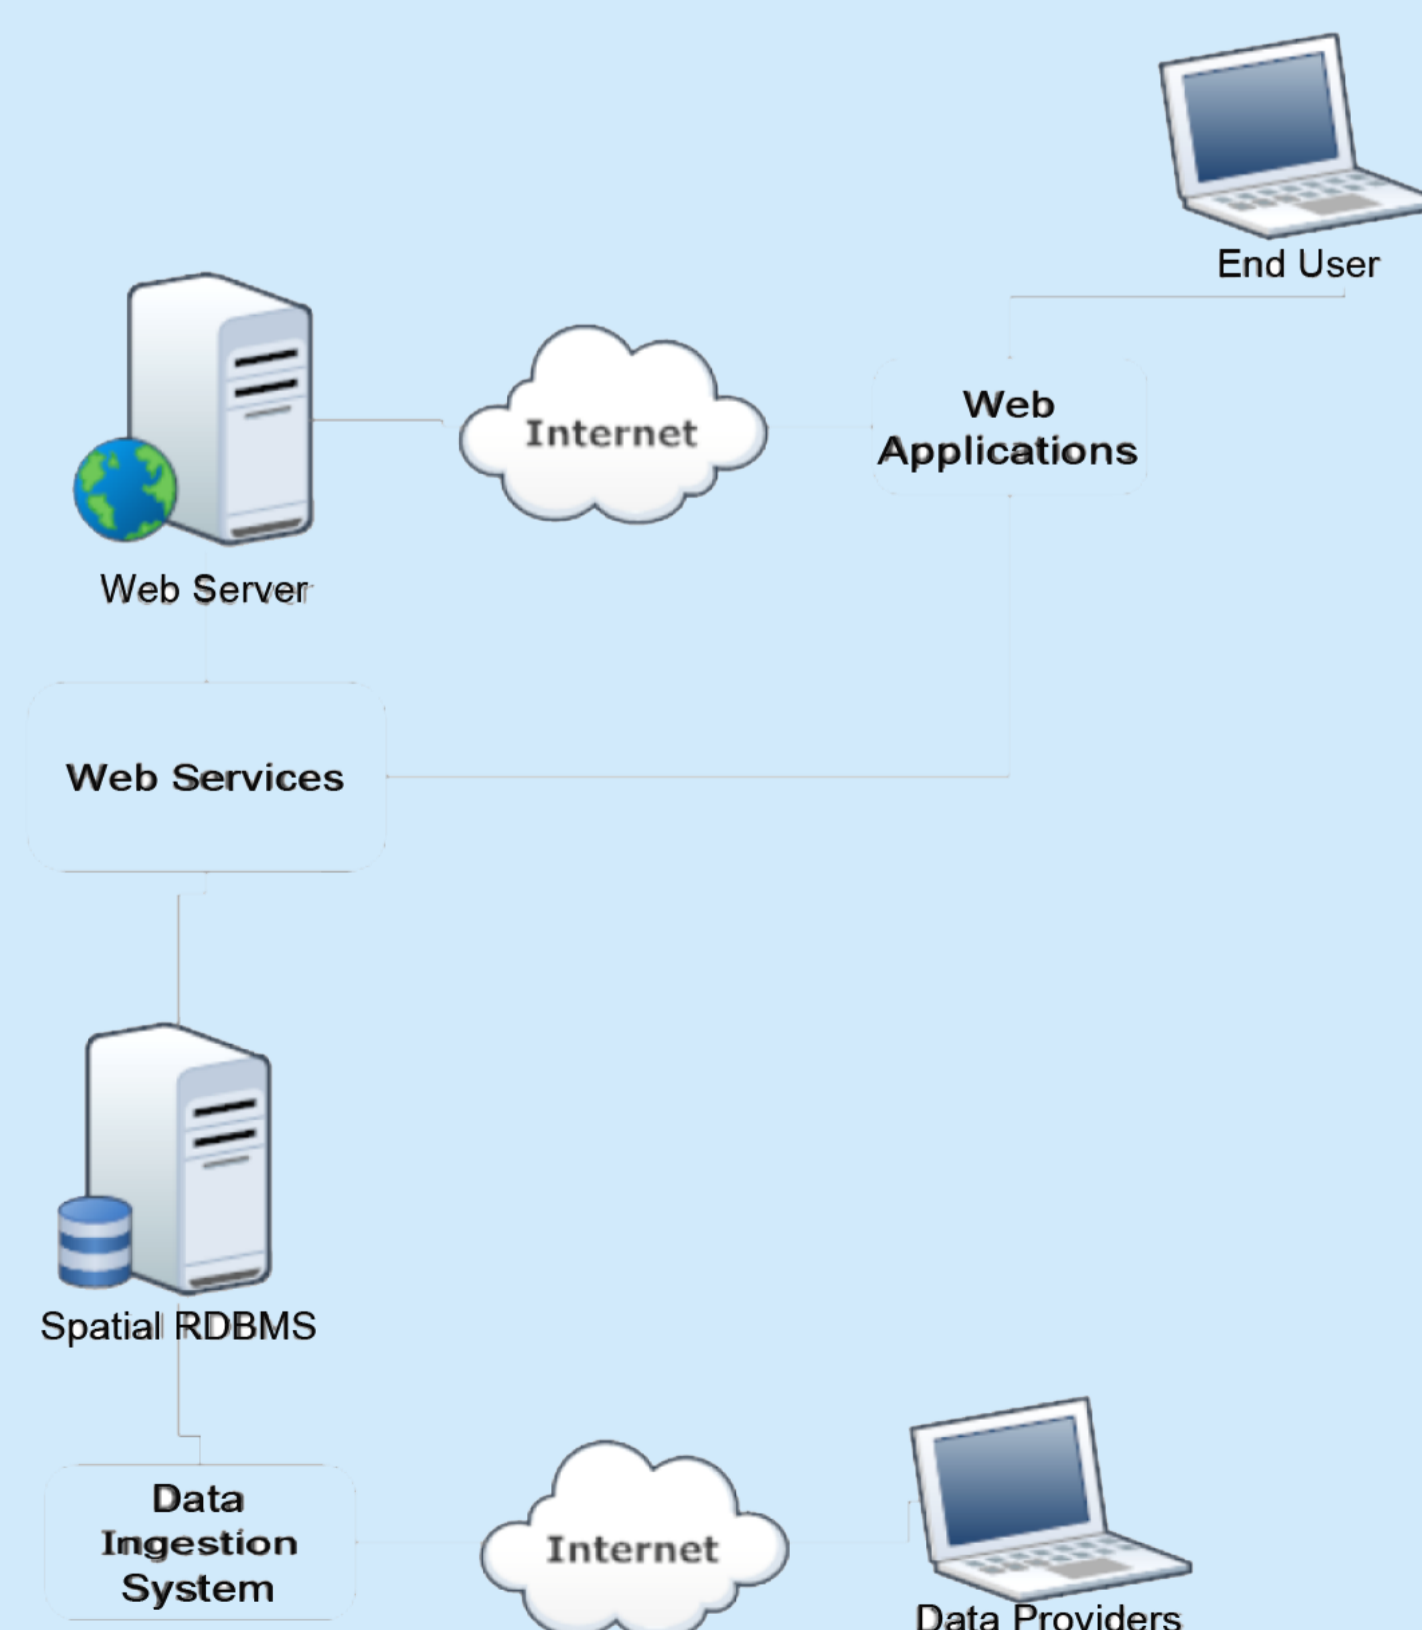 End User
Internet
Web
Applications
Web Server
Web Services
Spatial RDBMS
Data
Ingestion
System
Internet
Data Providers